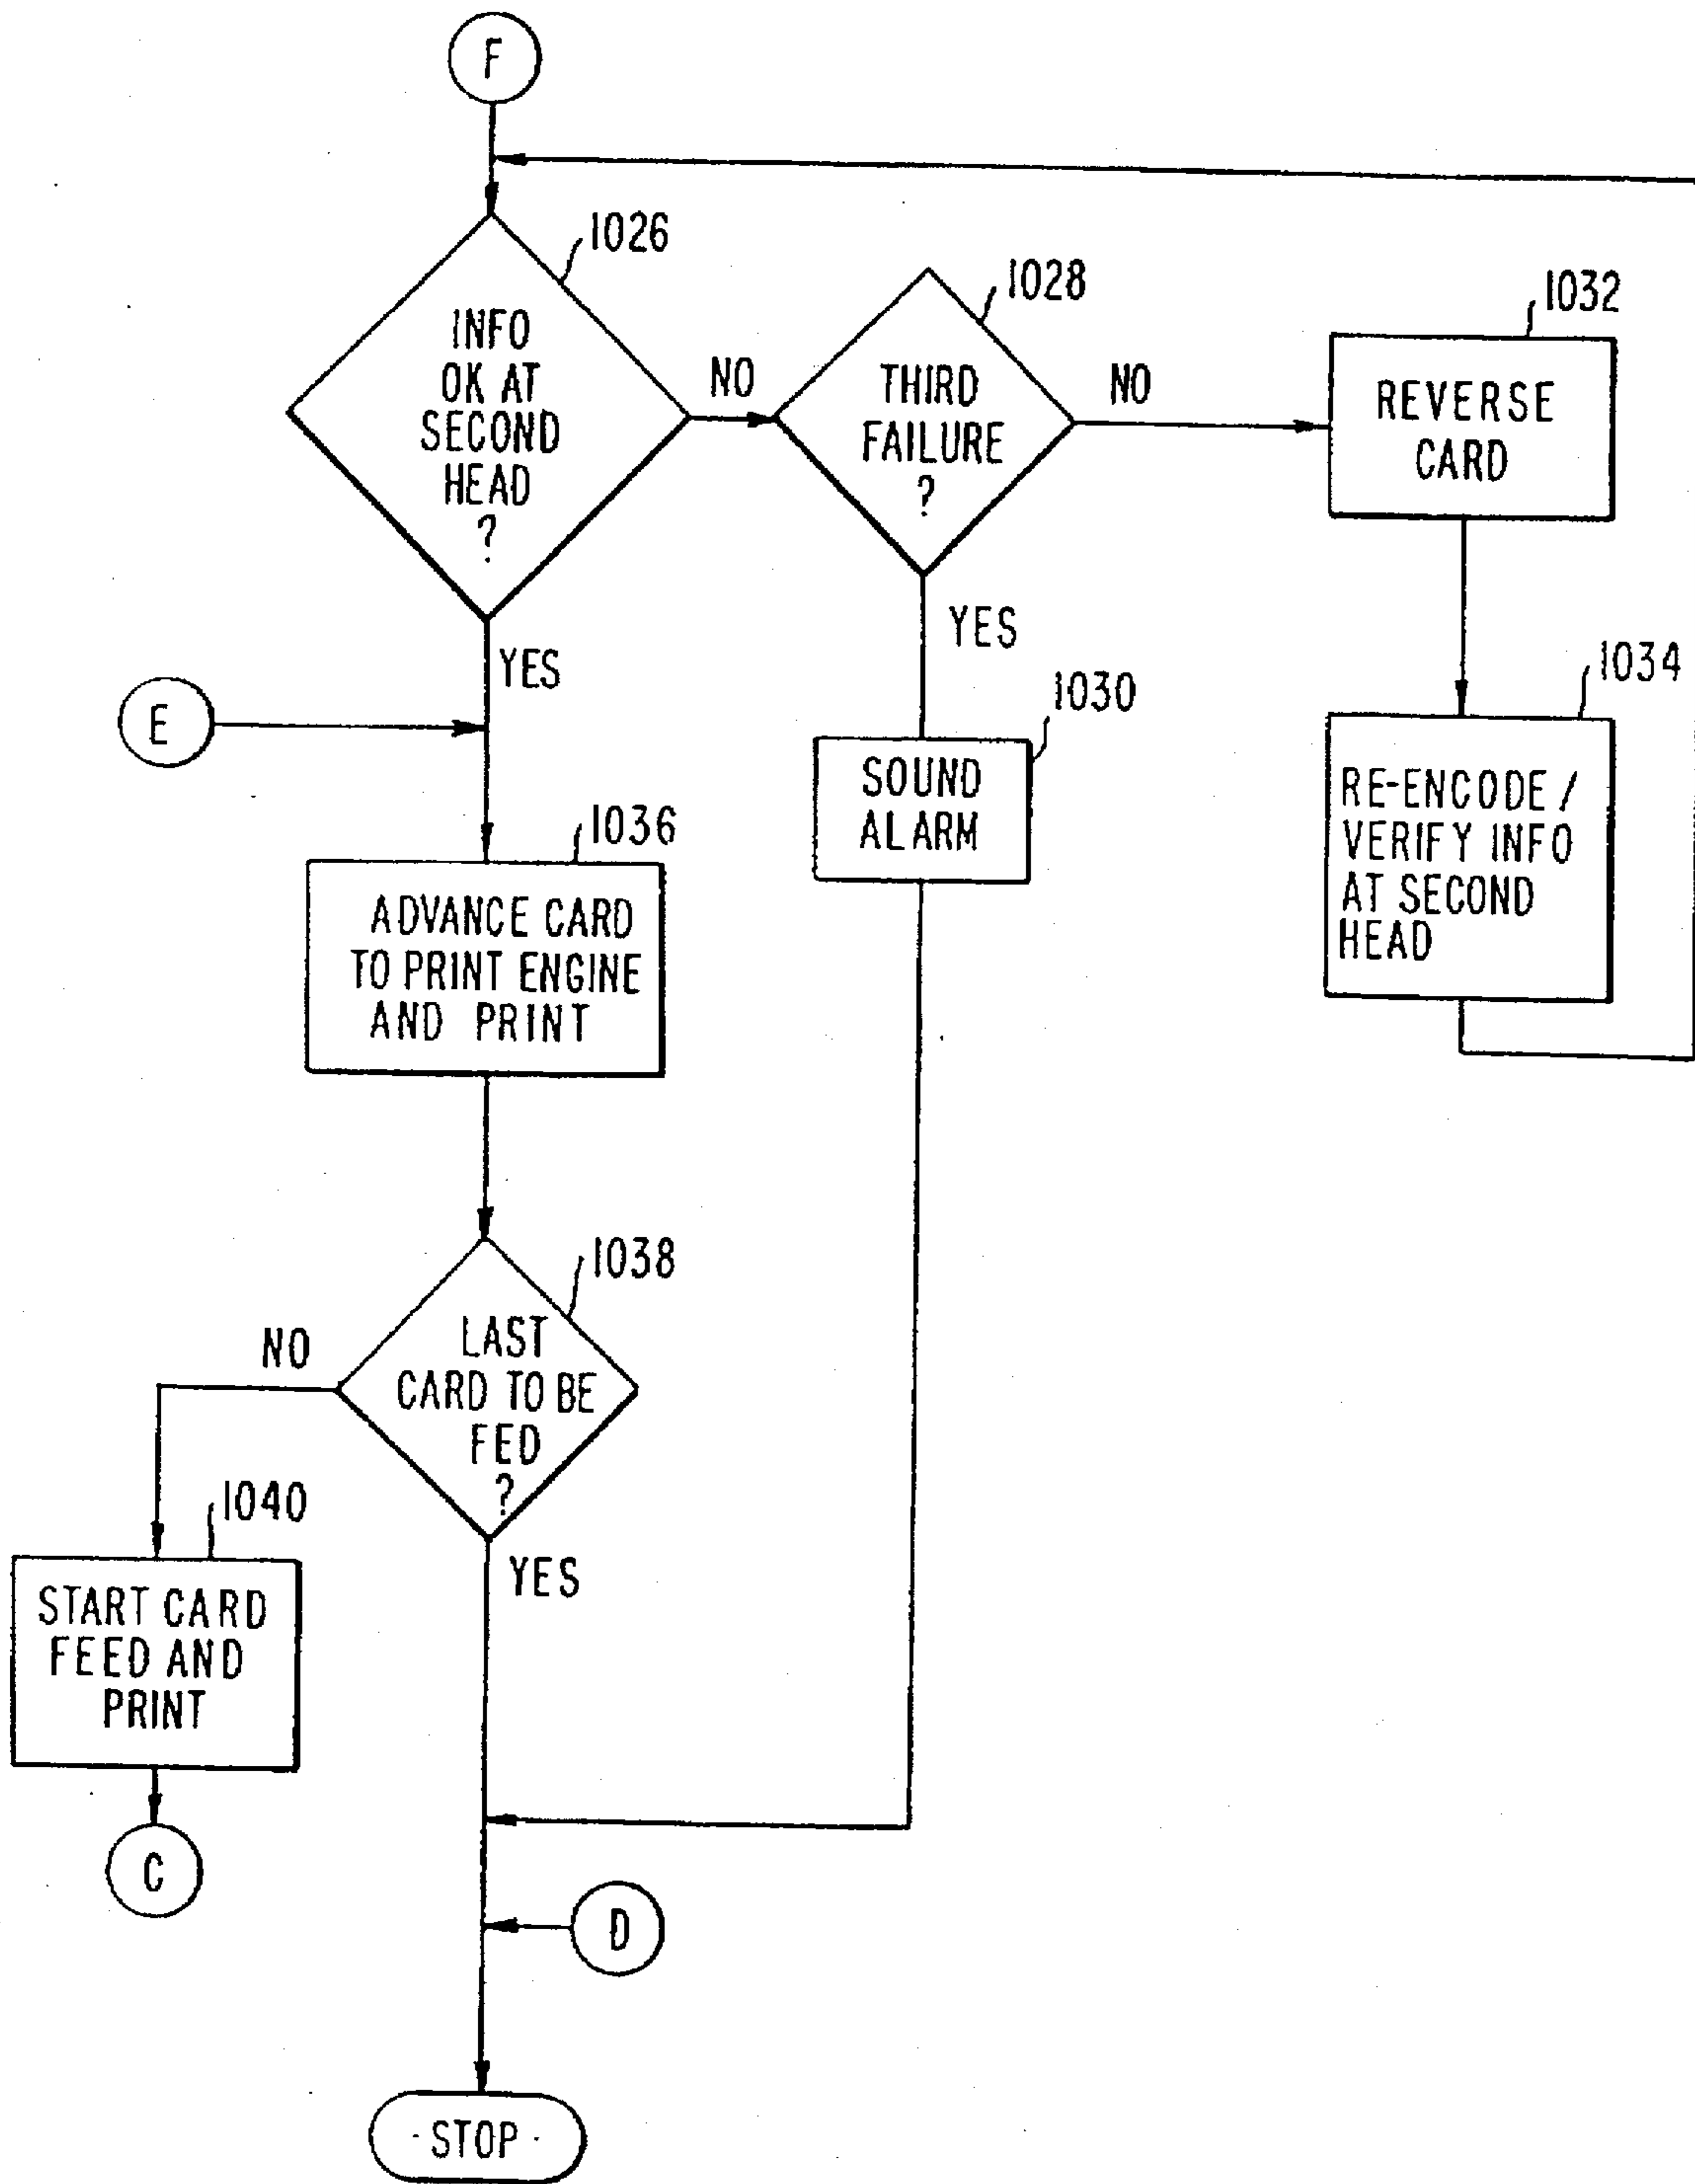 F
1026
INFO
OK AT
SECOND
HEAD
?
NO
YES
1028
THIRD
FAILURE
?
NO
YES
1032
REVERSE
CARD
1034
RE-ENCODE /
VERIFY INFO
AT SECOND
HEAD
1030
SOUND
ALARM
E
1036
ADVANCE CARD
TO PRINT ENGINE
AND PRINT
1038
LAST
CARD TO BE
FED
?
NO
YES
1040
START CARD
FEED AND
PRINT
C
D
STOP